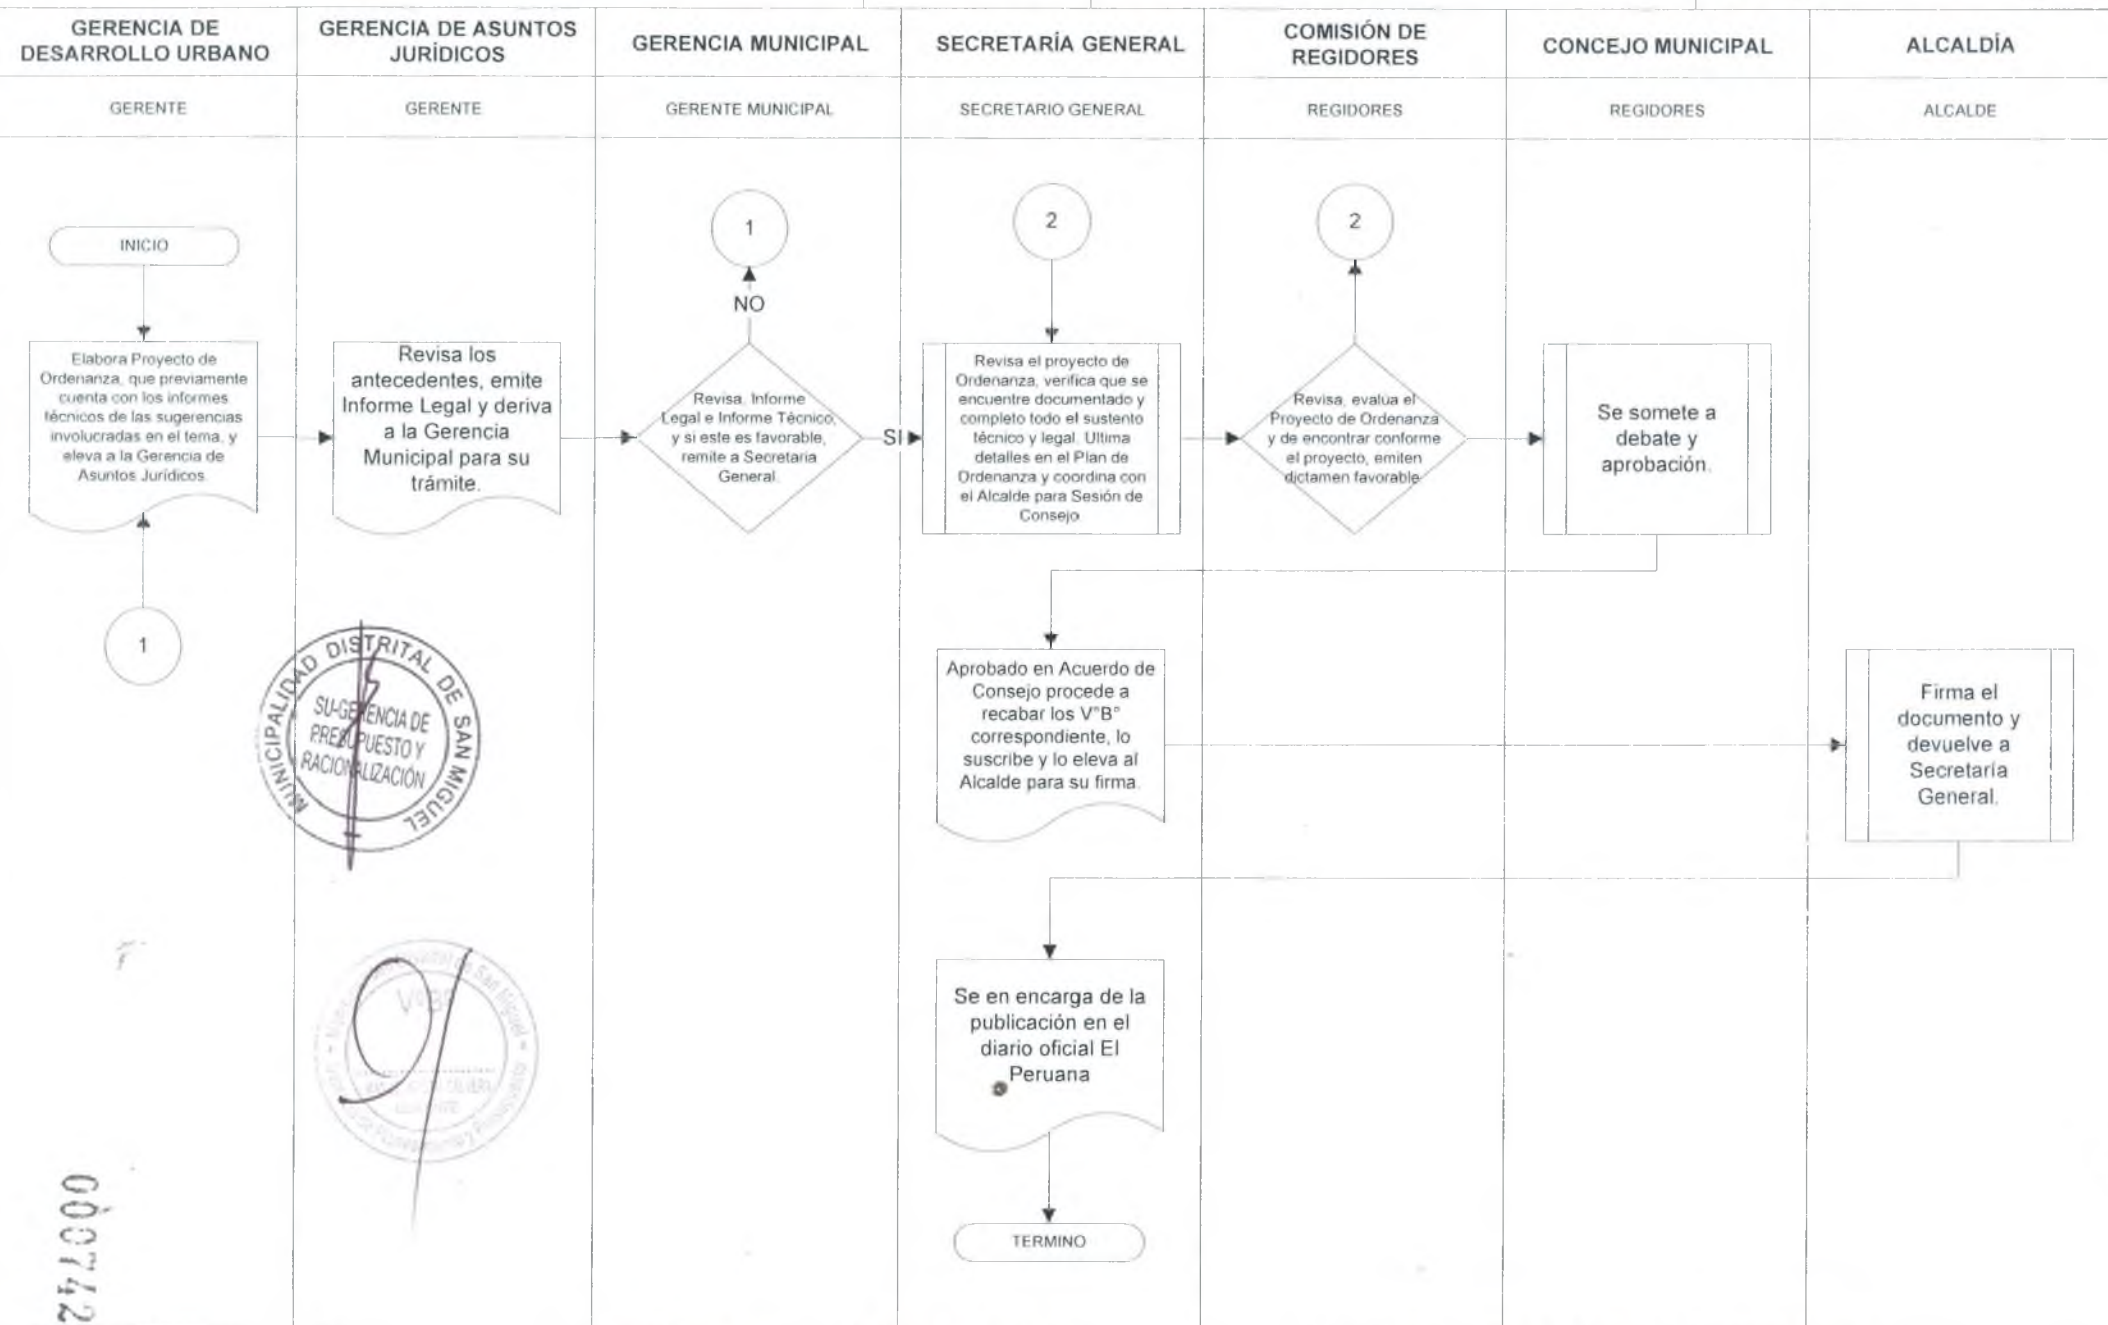 GERENCIA DE
DESARROLLO URBANO
GERENCIA DE ASUNTOS
JURÍDICOS
GERENCIA MUNICIPAL
SECRETARÍA GENERAL
COMISIÓN DE
REGIDORES
CONCEJO MUNICIPAL
ALCALDÍA
GERENTE
GERENTE
GERENTE MUNICIPAL
SECRETARIO GENERAL
REGIDORES
REGIDORES
ALCALDE
INICIO
1
2
2
NO
Elabora Proyecto de
Ordenanza, que previamente
cuenta con los informes
técnicos de las sugerencias
involucradas en el tema, y
eleva a la Gerencia de
Asuntos Jurídicos.
Revisa los
antecedentes, emite
Informe Legal y deriva
a la Gerencia
Municipal para su
trámite.
Revisa. Informe
Legal e Informe Técnico,
y si este es favorable,
remite a Secretaria
General.
SI
Revisa el proyecto de
Ordenanza, verifica que se
encuentre documentado y
completo todo el sustento
técnico y legal. Ultima
detalles en el Plan de
Ordenanza y coordina con
el Alcalde para Sesión de
Consejo
Revisa, evalua el
Proyecto de Ordenanza
y de encontrar conforme
el proyecto, emiten
dictamen favorable
Se somete a
debate y
aprobación.
1
MUNICIPALIDAD DISTRITAL DE SAN MIGUEL
SU-GERENCIA DE
PRESUPUESTO Y
RACIONALIZACIÓN
Aprobado en Acuerdo de
Consejo procede a
recabar los V°B°
correspondiente, lo
suscribe y lo eleva al
Alcalde para su firma.
Firma el
documento y
devuelve a
Secretaría
General.
San Miguel
V°B°
Se en encarga de la
publicación en el
diario oficial El
Peruana
TERMINO
000742